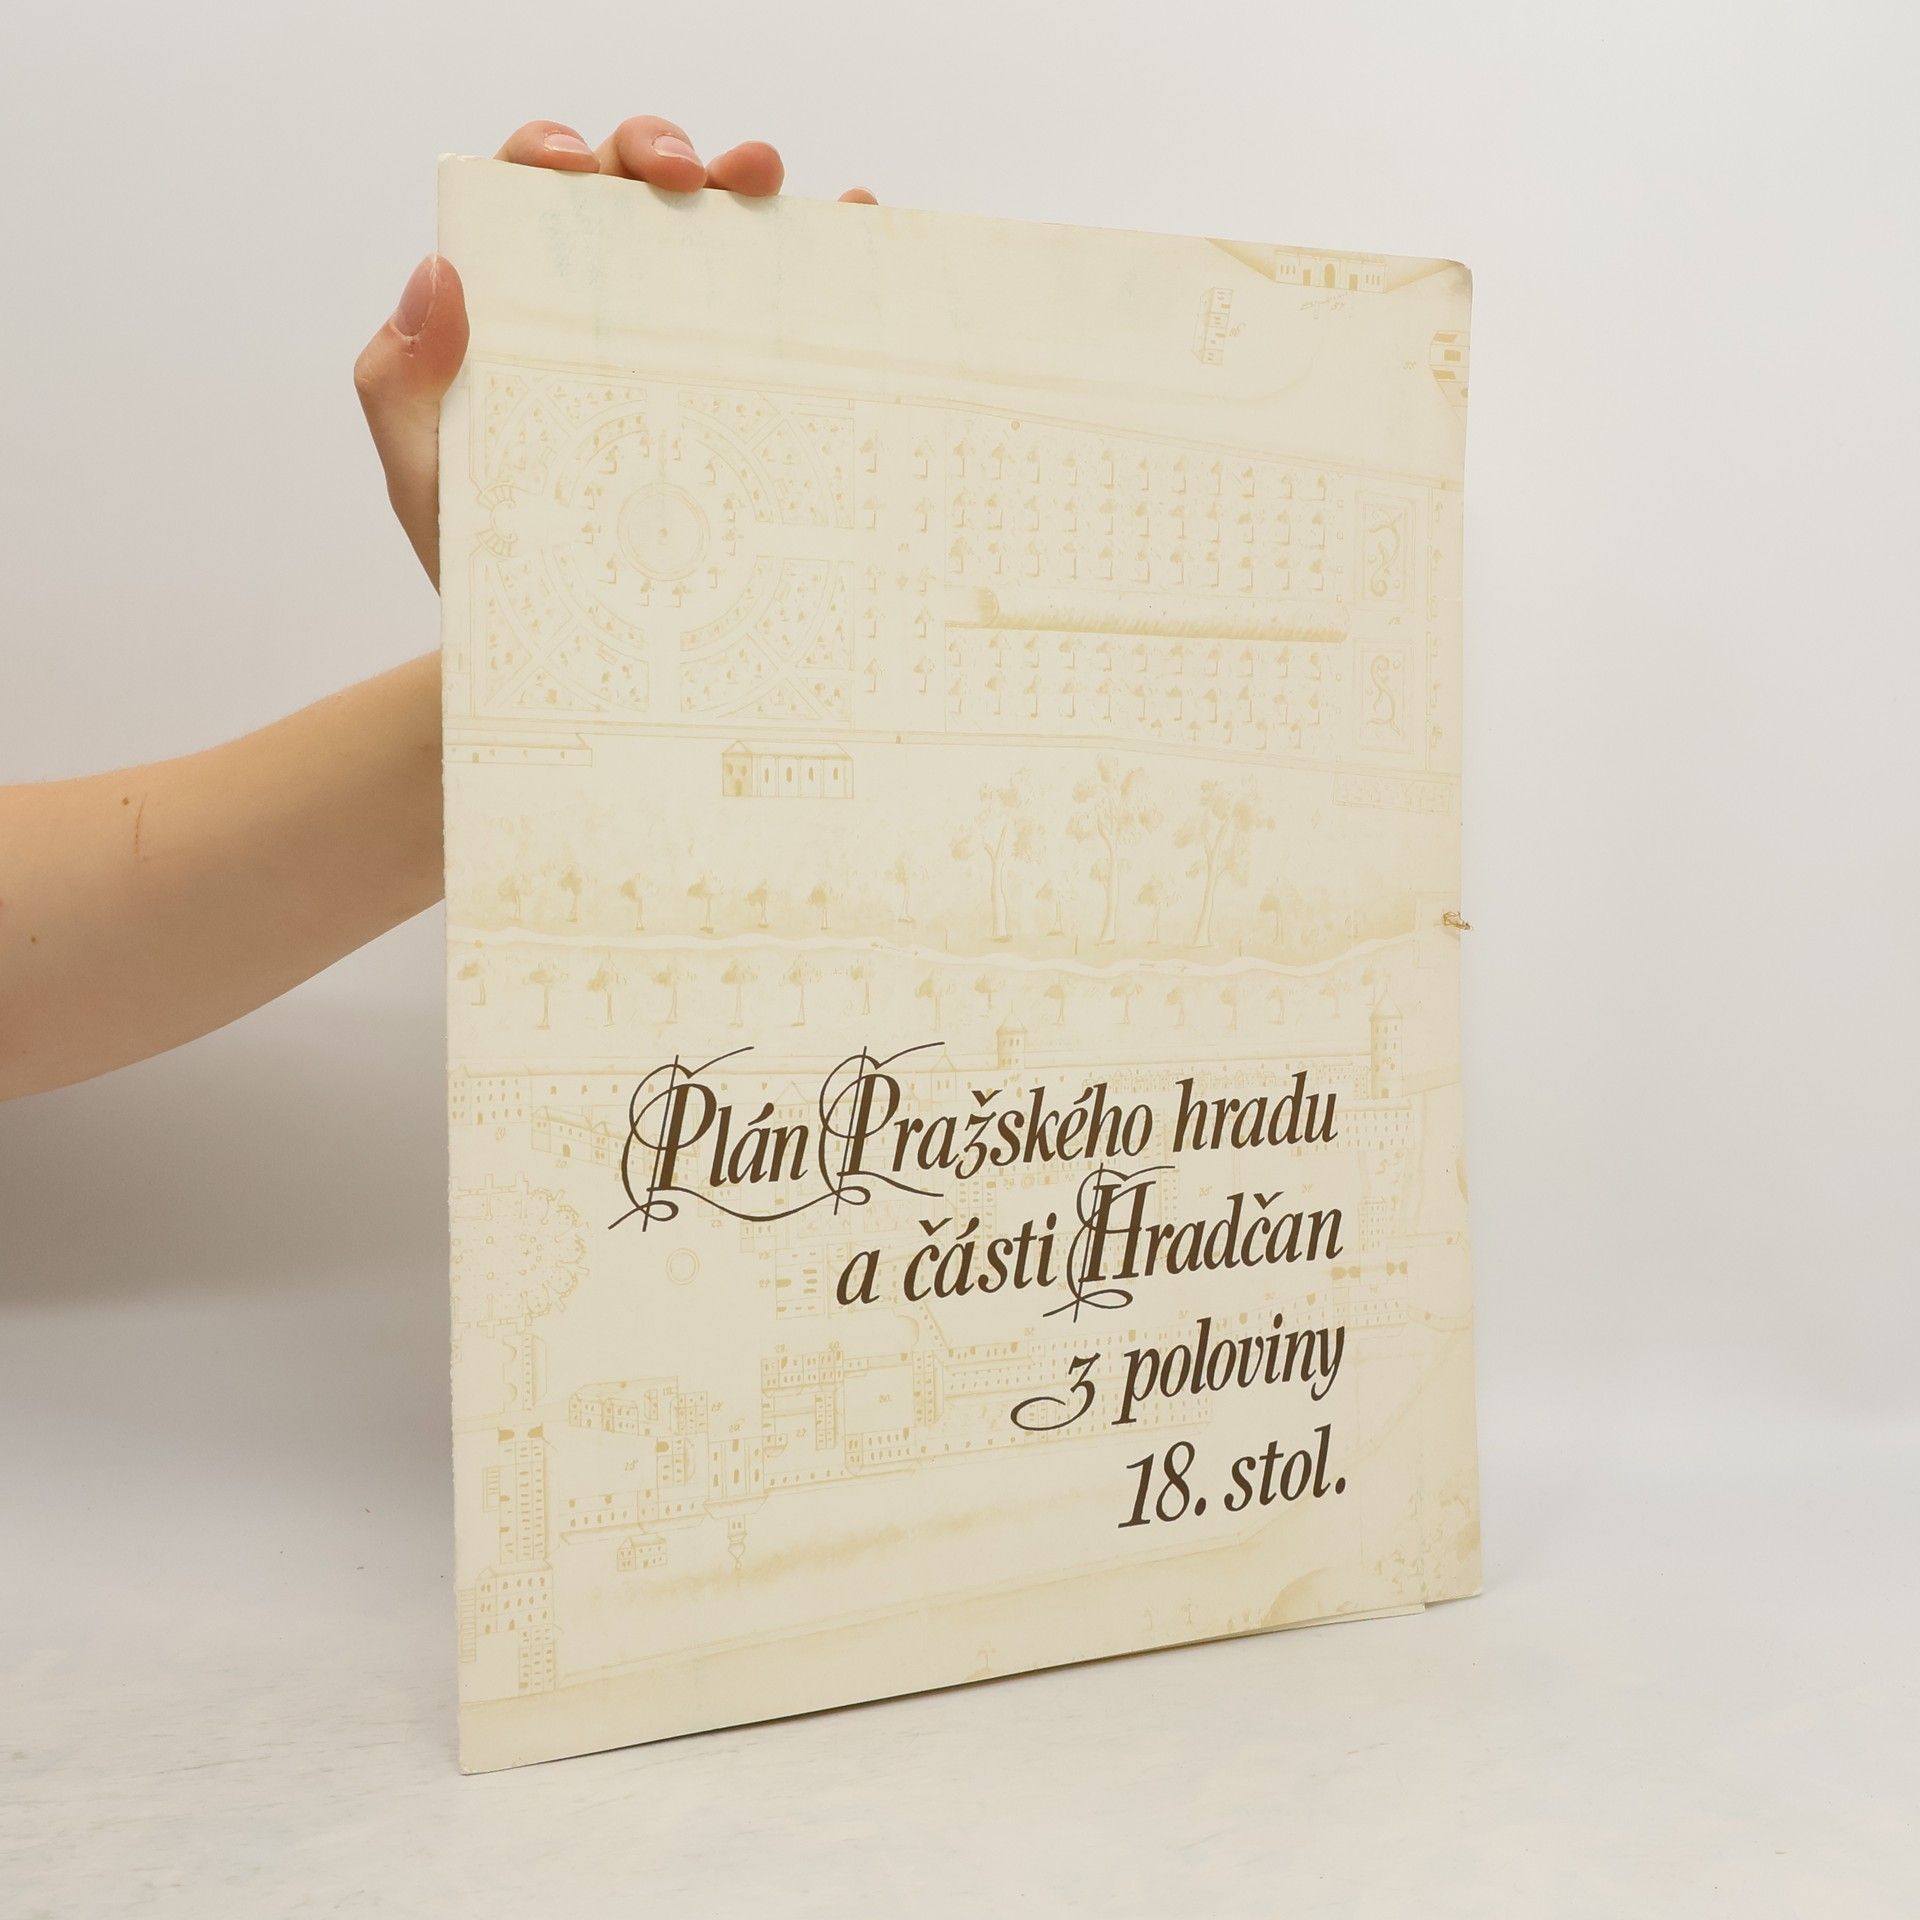 Plán Pražského hradu
a části Hradčan
z poloviny
18. stol.